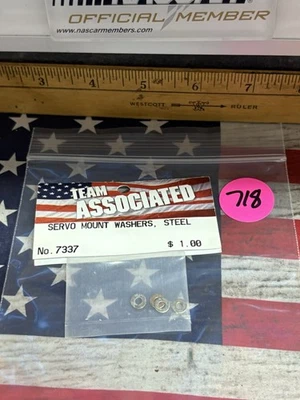 OFFICIAL MEMBER
www.nascarmembers.com
3 4 5 6 7
WESTCOTT RULER
TEAM
ASSOCIATED
718
SERVO MOUNT WASHERS, STEEL
No. 7337 $ 1.00